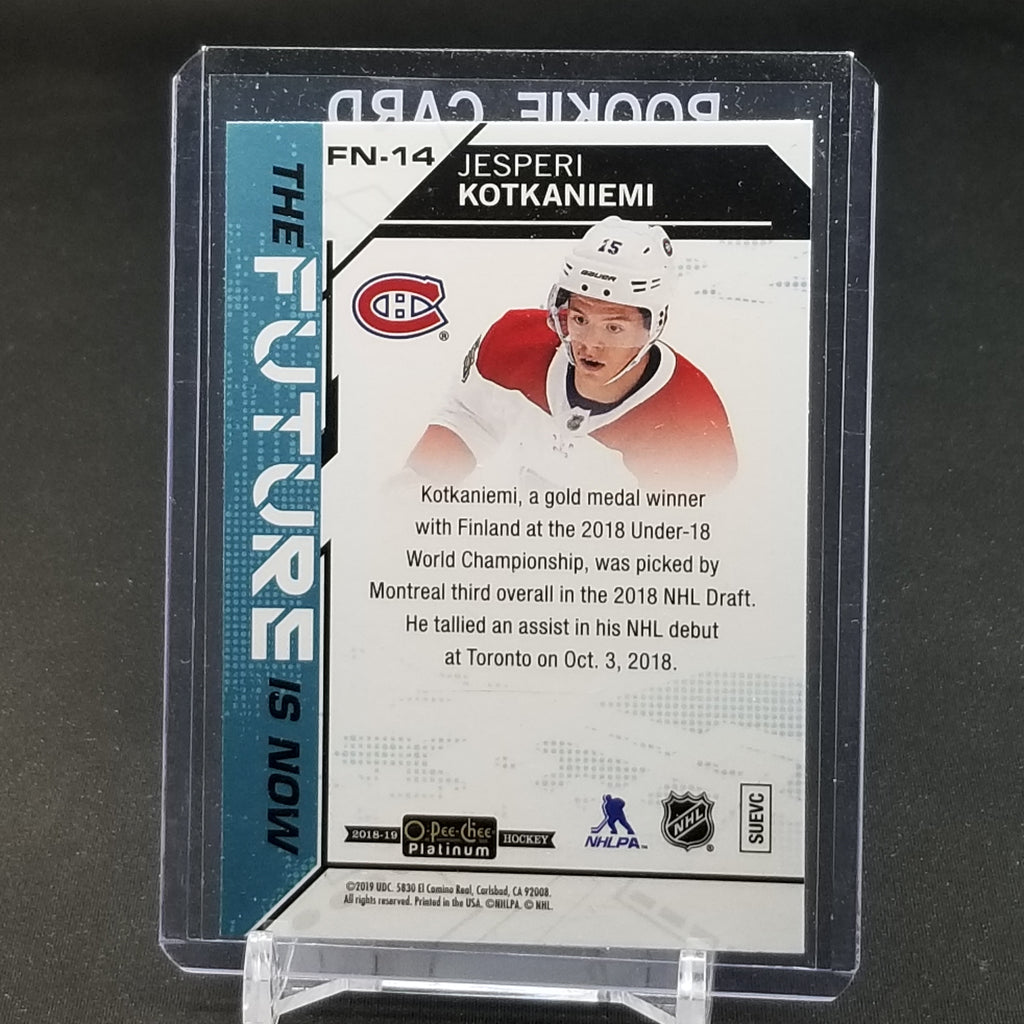 ROOKIE CARD
FN-14
JESPERI
KOTKANIEMI
THE FUTURE IS NOW
15
BAUER
®
Kotkaniemi, a gold medal winner
with Finland at the 2018 Under-18
World Championship, was picked by
Montreal third overall in the 2018 NHL Draft.
He tallied an assist in his NHL debut
at Toronto on Oct. 3, 2018.
2018-19 O-Pee-Chee HOCKEY
Platinum
NHLPA™
NHL®
SUEVC
©2019 UDC. 5830 El Camino Real, Carlsbad, CA 92008.
All rights reserved. Printed in the USA. ©NHLPA. © NHL.